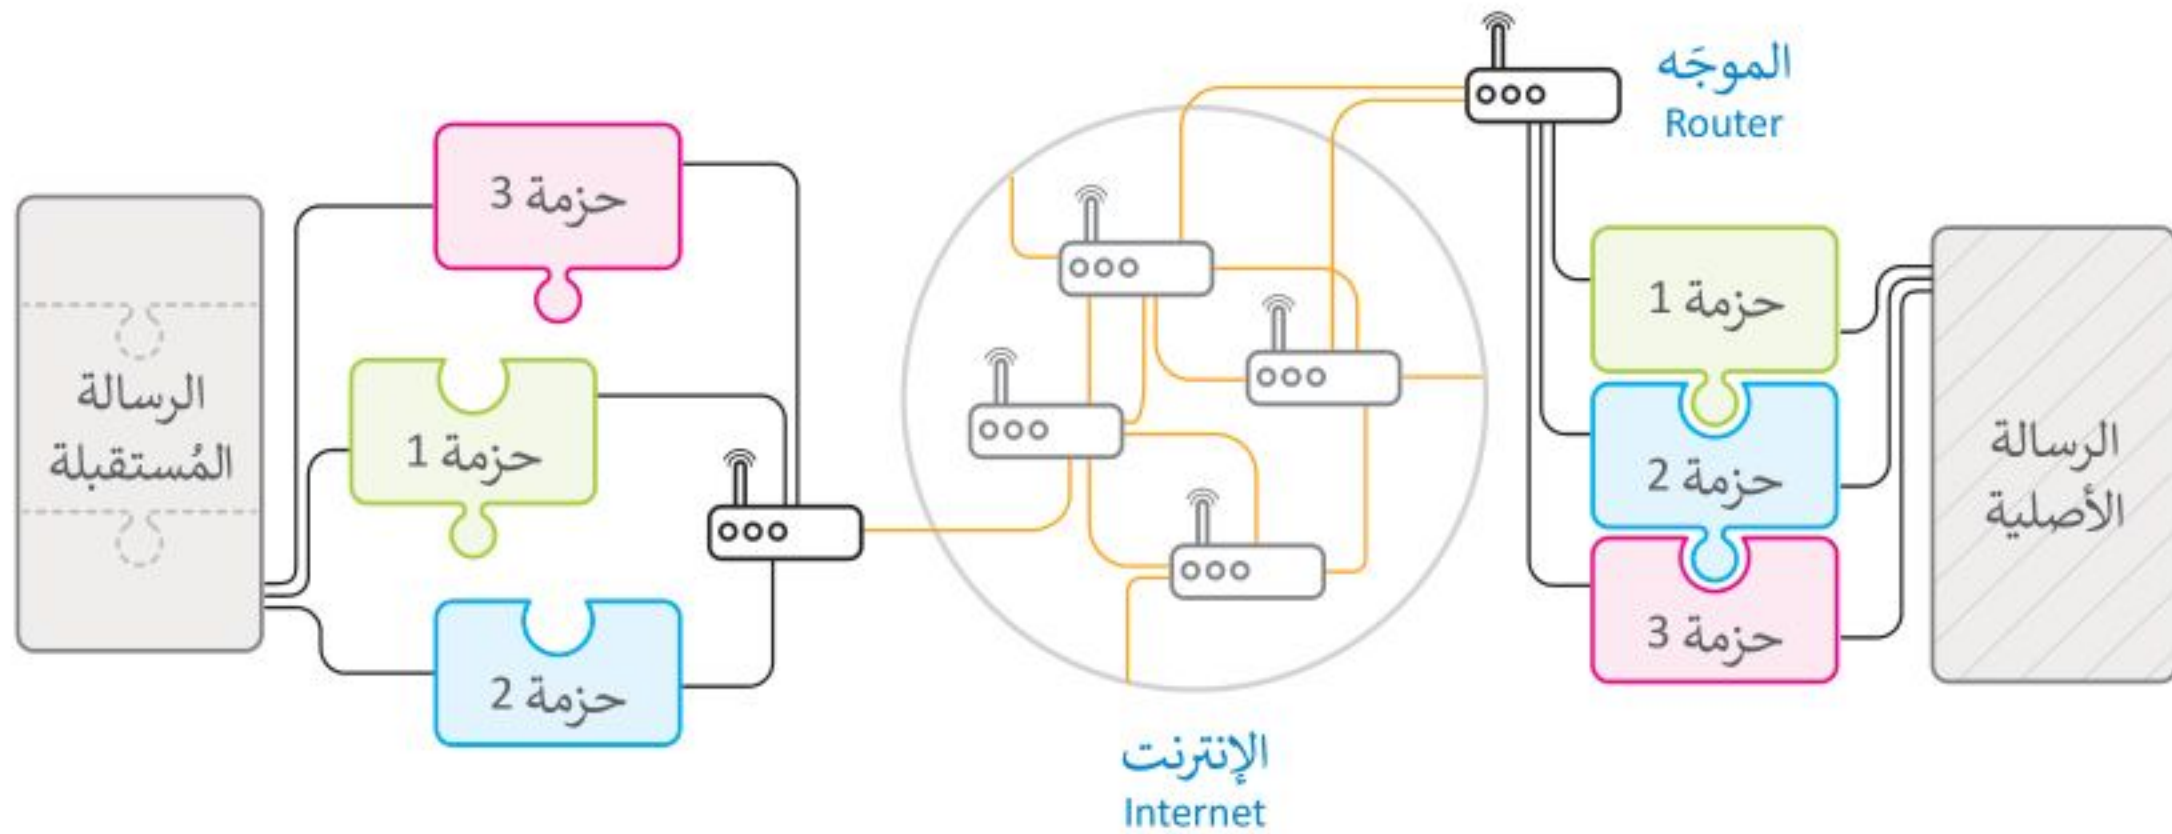 الموجَه
Router
حزمة 1
حزمة 2
حزمة 3
الرسالة
الأصلية
الإنترنت
Internet
حزمة 3
حزمة 1
حزمة 2
الرسالة
المُستقبلة